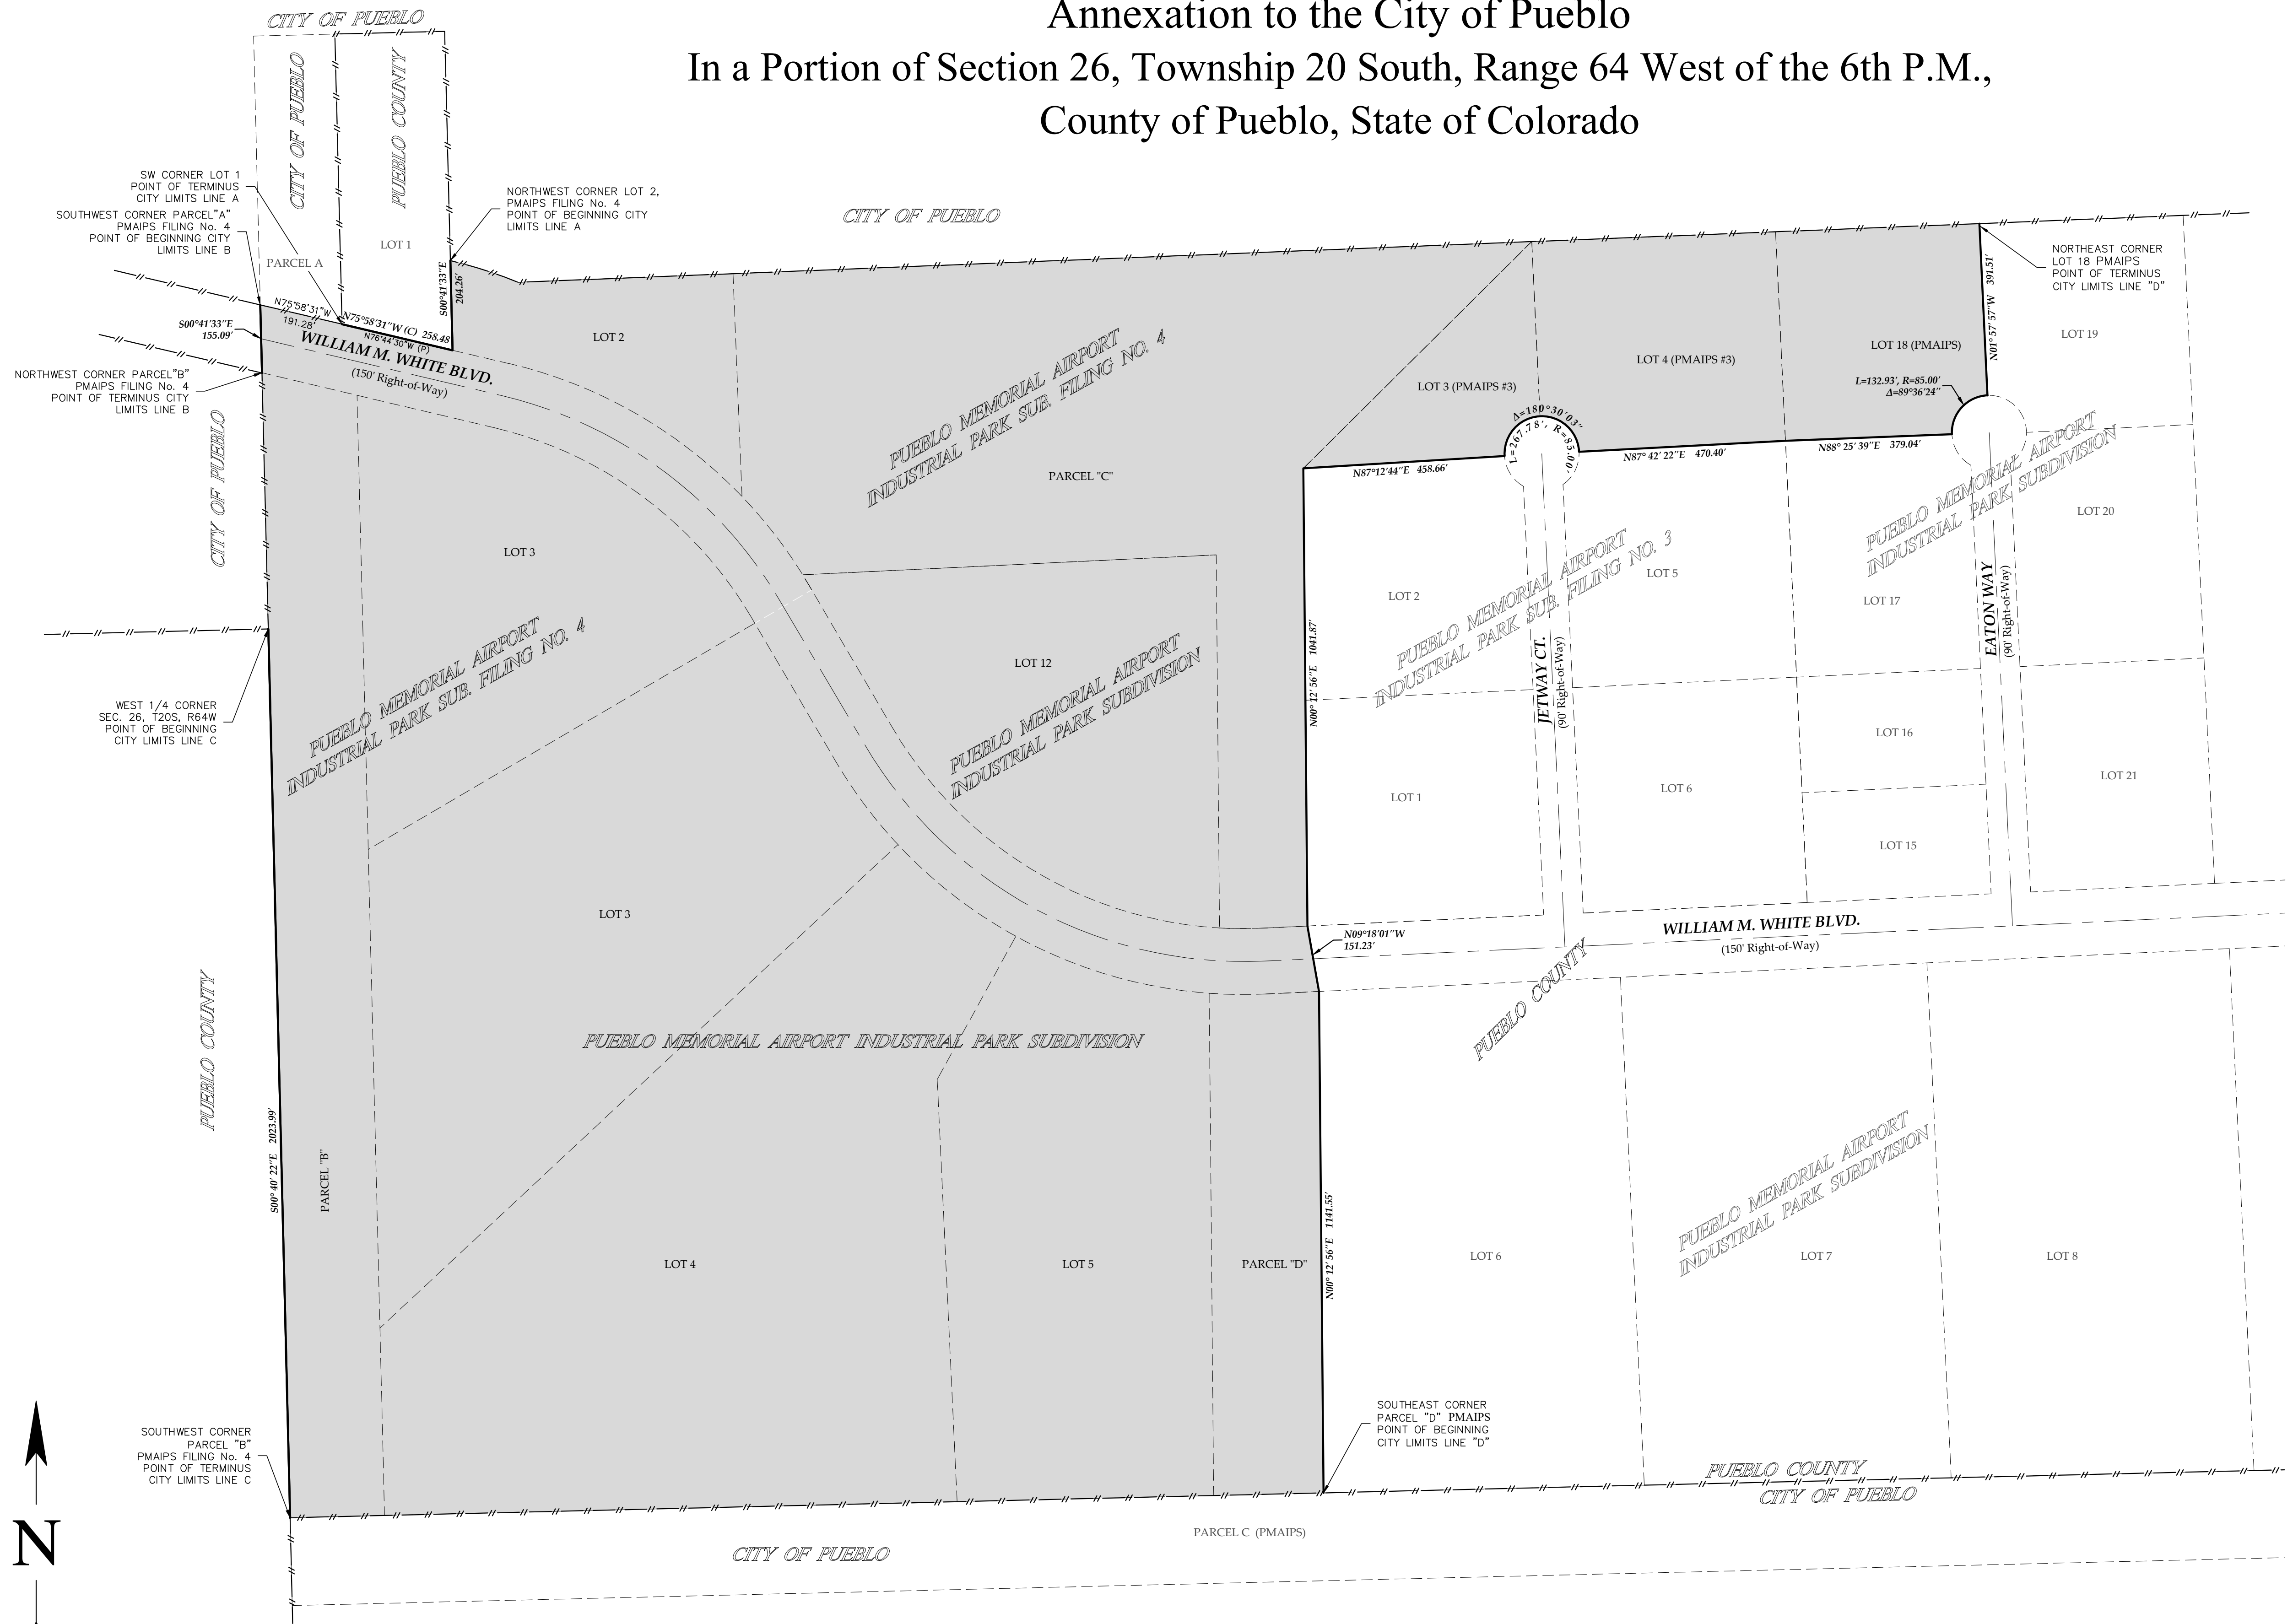 Annexation to the City of Pueblo
In a Portion of Section 26, Township 20 South, Range 64 West of the 6th P.M.,
County of Pueblo, State of Colorado
CITY OF PUEBLO
CITY OF PUEBLO
PUEBLO COUNTY
SW CORNER LOT 1
POINT OF TERMINUS
CITY LIMITS LINE A
SOUTHWEST CORNER PARCEL"A"
PMAIPS FILING No. 4
POINT OF BEGINNING CITY
LIMITS LINE B
PARCEL A
LOT 1
NORTHWEST CORNER LOT 2,
PMAIPS FILING No. 4
POINT OF BEGINNING CITY
LIMITS LINE A
CITY OF PUEBLO
NORTHEAST CORNER
LOT 18 PMAIPS
POINT OF TERMINUS
CITY LIMITS LINE "D"
S00°41'33"E
204.26'
N75°58'31"W
191.28'
N75°58'31"W (C) 258.48
N76°44'30"W (P)
S00°41'33"E
155.09'
WILLIAM M. WHITE BLVD.
(150' Right-of-Way)
NORTHWEST CORNER PARCEL"B"
PMAIPS FILING No. 4
POINT OF TERMINUS CITY
LIMITS LINE B
LOT 2
PUEBLO MEMORIAL AIRPORT
INDUSTRIAL PARK SUB. FILING NO. 4
PARCEL "C"
LOT 3 (PMAIPS #3)
LOT 4 (PMAIPS #3)
LOT 18 (PMAIPS)
N01° 57' 57"W 391.51'
LOT 19
L=132.93', R=85.00'
Δ=89°36'24"
Δ=180°30'03"
L=267.78', R=85.00'
N87°12'44"E 458.66'
N87° 42' 22"E 470.40'
N88° 25' 39"E 379.04'
CITY OF PUEBLO
LOT 3
PUEBLO MEMORIAL AIRPORT
INDUSTRIAL PARK SUBDIVISION
LOT 20
PUEBLO MEMORIAL AIRPORT
INDUSTRIAL PARK SUB. FILING NO. 3
LOT 2
LOT 5
LOT 17
EATON WAY
(90' Right-of-Way)
JETWAY CT.
(90' Right-of-Way)
N00° 12' 56"E 1041.87'
LOT 12
PUEBLO MEMORIAL AIRPORT
INDUSTRIAL PARK SUBDIVISION
PUEBLO MEMORIAL AIRPORT
INDUSTRIAL PARK SUB. FILING NO. 4
WEST 1/4 CORNER
SEC. 26, T20S, R64W
POINT OF BEGINNING
CITY LIMITS LINE C
LOT 16
LOT 21
LOT 1
LOT 6
LOT 15
LOT 3
N09°18'01"W
151.23'
WILLIAM M. WHITE BLVD.
(150' Right-of-Way)
PUEBLO COUNTY
PUEBLO COUNTY
PUEBLO MEMORIAL AIRPORT INDUSTRIAL PARK SUBDIVISION
S00° 40' 22"E 2023.99'
PARCEL "B"
N00° 12' 56"E 1141.55'
PUEBLO MEMORIAL AIRPORT
INDUSTRIAL PARK SUBDIVISION
LOT 4
LOT 5
PARCEL "D"
LOT 6
LOT 7
LOT 8
SOUTHWEST CORNER
PARCEL "B"
PMAIPS FILING No. 4
POINT OF TERMINUS
CITY LIMITS LINE C
SOUTHEAST CORNER
PARCEL "D" PMAIPS
POINT OF BEGINNING
CITY LIMITS LINE "D"
PUEBLO COUNTY
CITY OF PUEBLO
PARCEL C (PMAIPS)
CITY OF PUEBLO
N